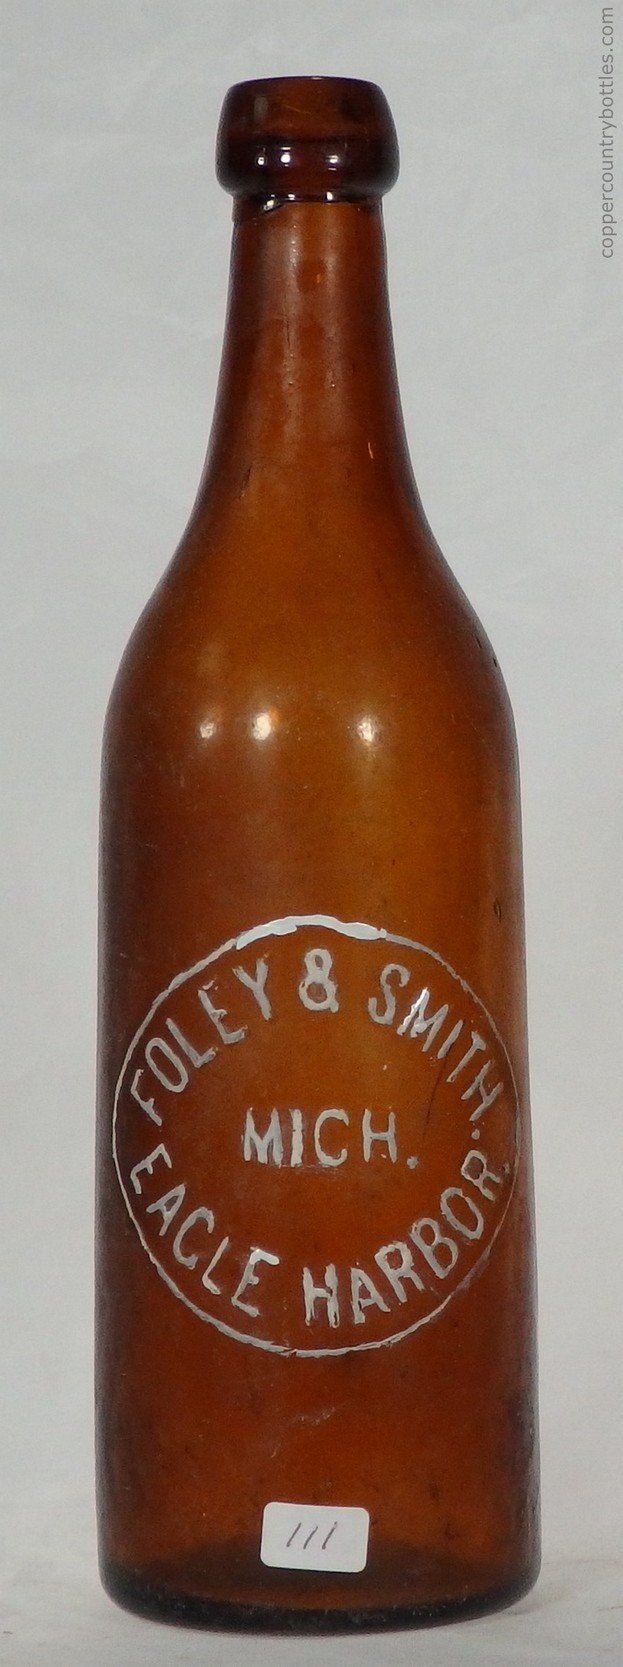 coppercountrybottles.com
FOLEY & SMITH.
MICH.
EAGLE HARBOR.
111